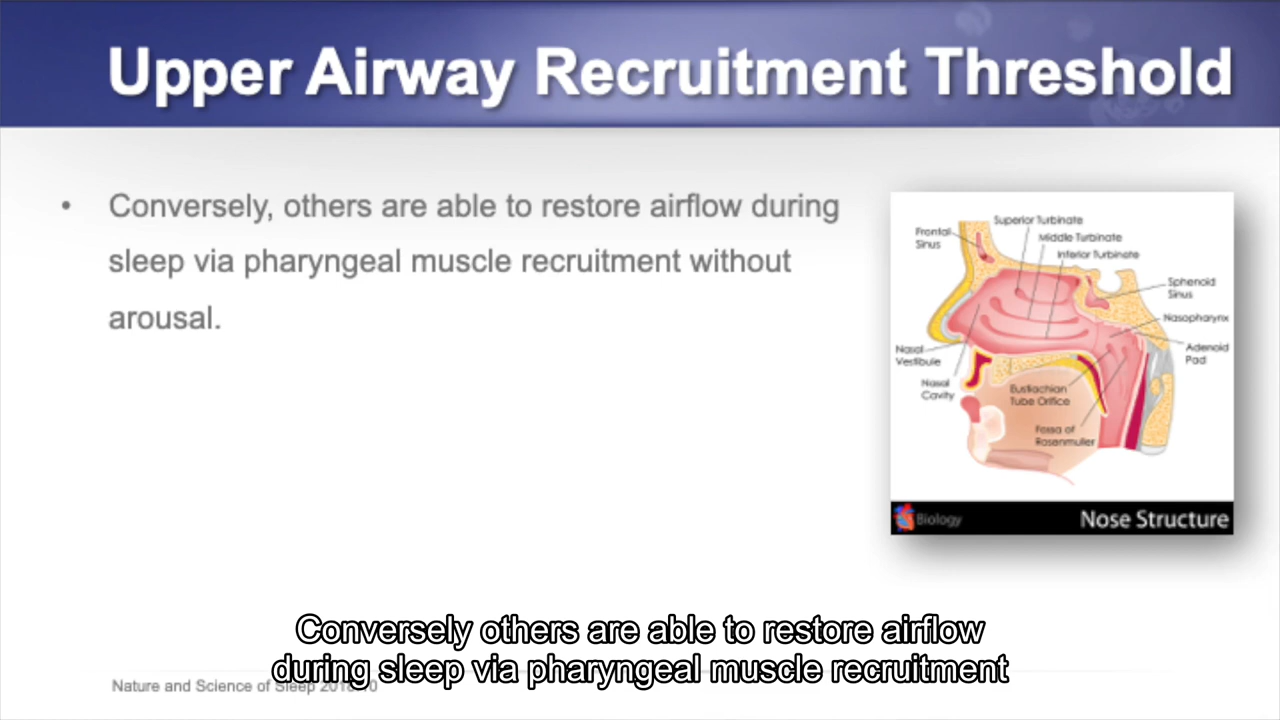 Upper Airway Recruitment Threshold
• Conversely, others are able to restore airflow during
sleep via pharyngeal muscle recruitment without
arousal.
Superior Turbinate
Frontal
Sinus
Middle Turbinate
Inferior Turbinate
Sphenoid
Sinus
Nasopharynx
Nasal
Vestibule
Adenoid
Pad
Nasal
Cavity
Eustiachian
Tube Orifice
Fossa of
Rosenmuller
Biology
Nose Structure
Conversely others are able to restore airflow
during sleep via pharyngeal muscle recruitment
Nature and Science of Sleep